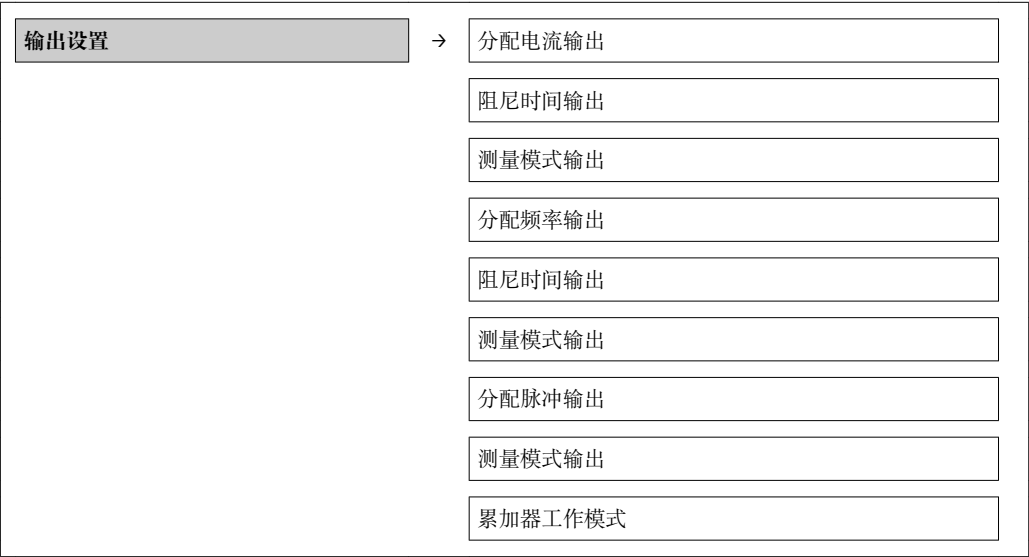 输出设置 → 分配电流输出
阻尼时间输出
测量模式输出
分配频率输出
阻尼时间输出
测量模式输出
分配脉冲输出
测量模式输出
累加器工作模式